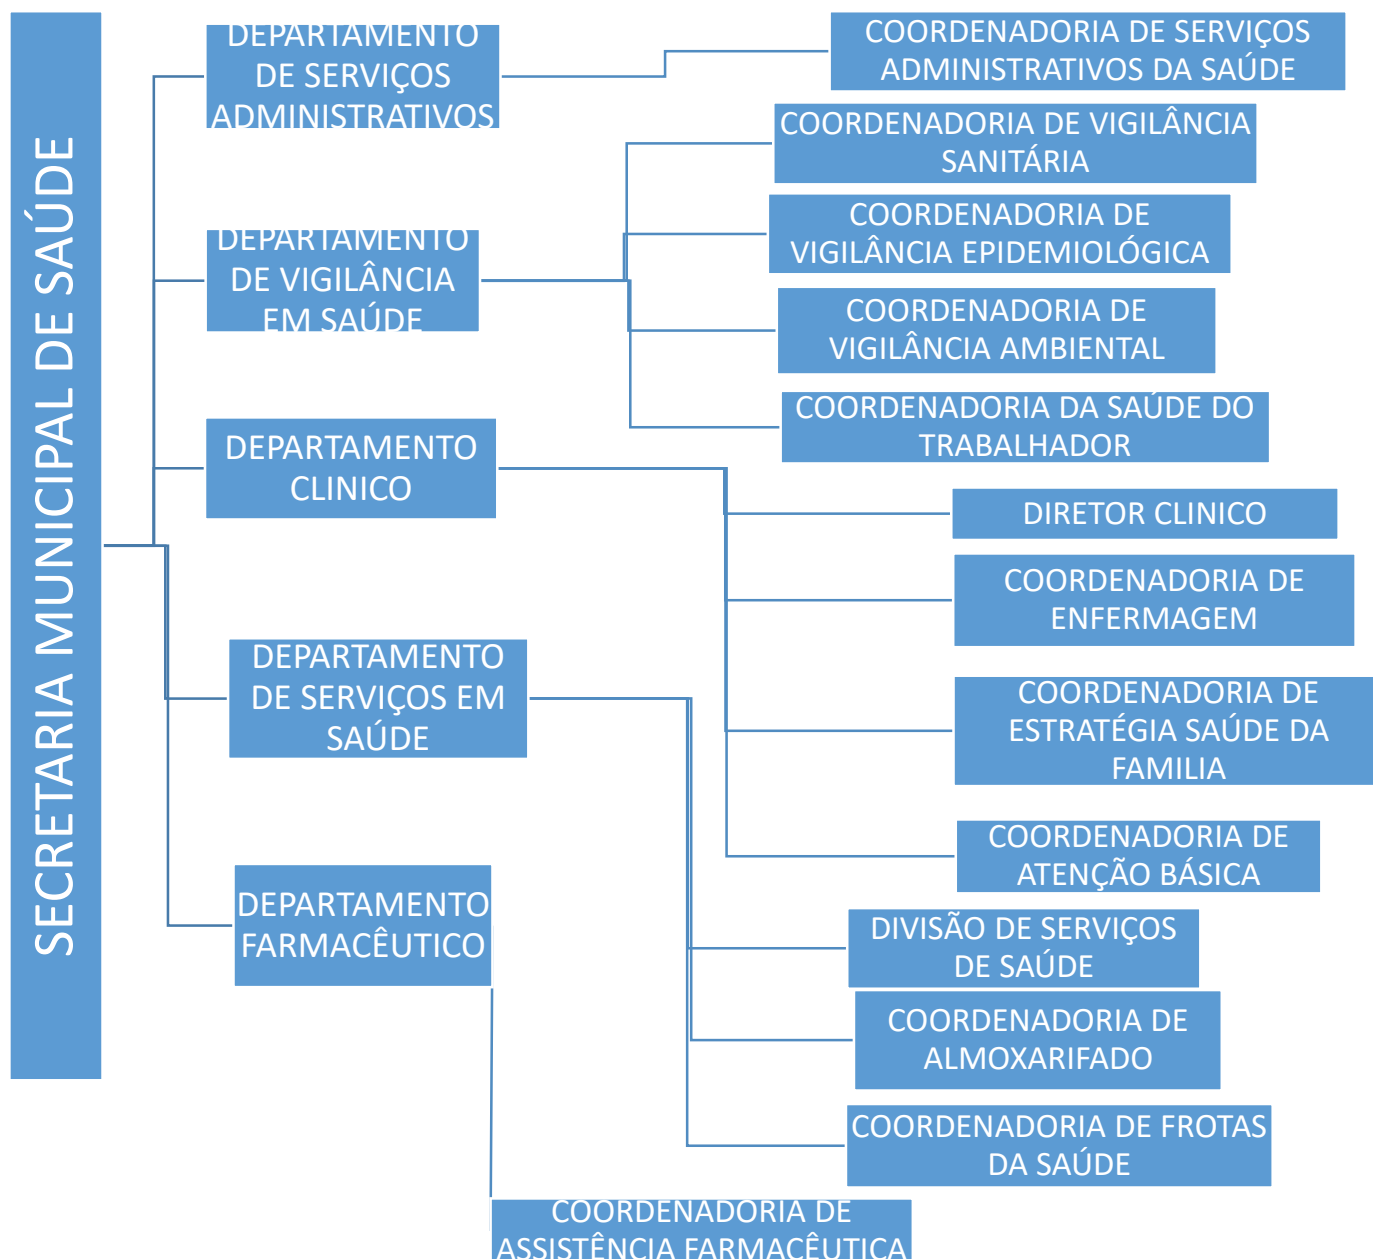 SECRETARIA MUNICIPAL DE SAÚDE
DEPARTAMENTO
DE SERVIÇOS
ADMINISTRATIVOS
COORDENADORIA DE SERVIÇOS
ADMINISTRATIVOS DA SAÚDE
DEPARTAMENTO
DE VIGILÂNCIA
EM SAÚDE
COORDENADORIA DE VIGILÂNCIA
SANITÁRIA
COORDENADORIA DE
VIGILÂNCIA EPIDEMIOLÓGICA
COORDENADORIA DE
VIGILÂNCIA AMBIENTAL
COORDENADORIA DA SAÚDE DO
TRABALHADOR
DEPARTAMENTO
CLINICO
DIRETOR CLINICO
COORDENADORIA DE
ENFERMAGEM
COORDENADORIA DE
ESTRATÉGIA SAÚDE DA
FAMILIA
COORDENADORIA DE
ATENÇÃO BÁSICA
DEPARTAMENTO
DE SERVIÇOS EM
SAÚDE
DIVISÃO DE SERVIÇOS
DE SAÚDE
COORDENADORIA DE
ALMOXARIFADO
COORDENADORIA DE FROTAS
DA SAÚDE
DEPARTAMENTO
FARMACÊUTICO
COORDENADORIA DE
ASSISTÊNCIA FARMACÊUTICA